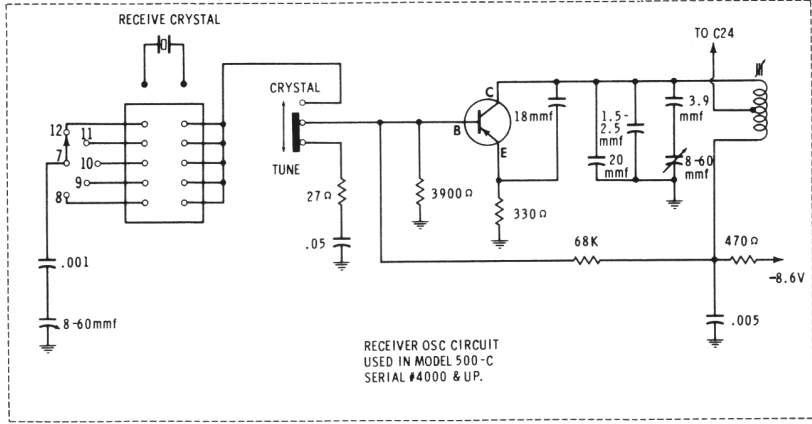 RECEIVE CRYSTAL
TO C24
CRYSTAL
TUNE
12
11
7
10
9
8
.001
8-60mmf
27Ω
.05
3900Ω
B
C
E
18mmf
330Ω
1.5-
2.5
mmf
20
mmf
3.9
mmf
8-60
mmf
68K
470Ω
-8.6V
.005
RECEIVER OSC CIRCUIT
USED IN MODEL 500-C
SERIAL #4000 & UP.